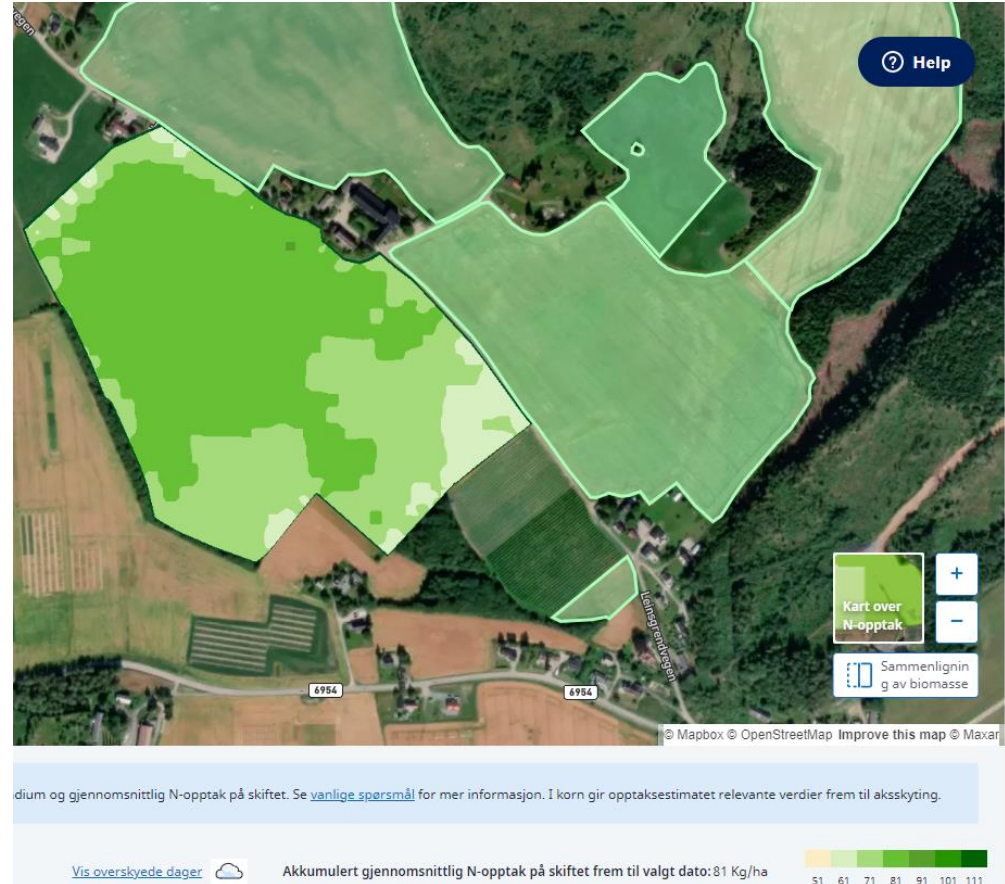 gen
Help
Kart over
N-opptak
+
−
Sammenlignin
g av biomasse
Leinsgrendvegen
6954
6954
© Mapbox © OpenStreetMap Improve this map © Maxar
dium og gjennomsnittlig N-opptak på skiftet. Se vanlige spørsmål for mer informasjon. I korn gir opptaksestimatet relevante verdier frem til aksskyting.
Vis overskyede dager Akkumulert gjennomsnittlig N-opptak på skiftet frem til valgt dato: 81 Kg/ha
51 61 71 81 91 101 111